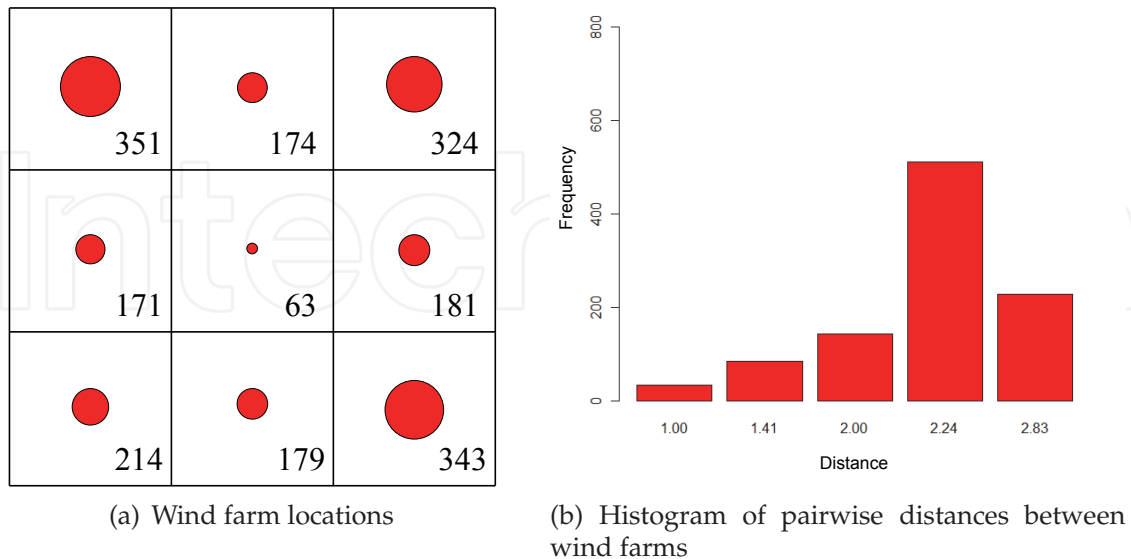 351 174 324
171 63 181
214 179 343
(a) Wind farm locations
800
600
400
200
0
Frequency
1.00 1.41 2.00 2.24 2.83
Distance
(b) Histogram of pairwise distances between
wind farms
Intech